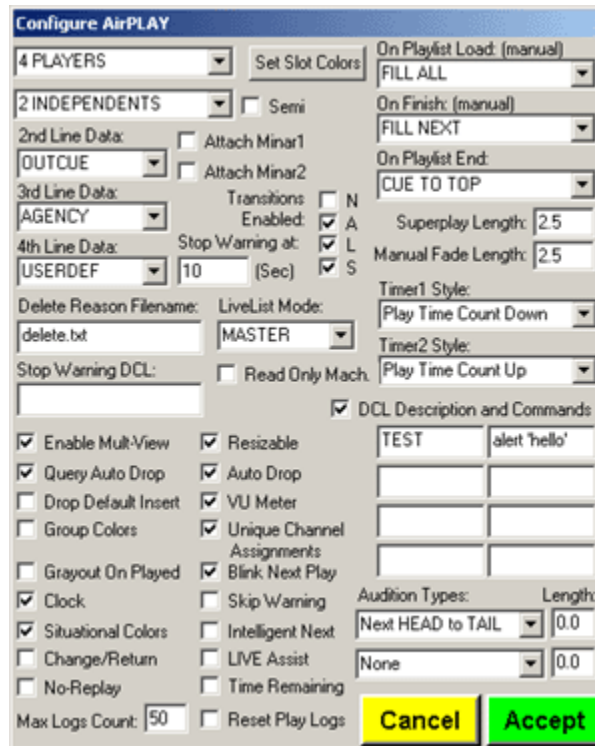 Configure AirPLAY
4 PLAYERS
Set Slot Colors
On Playlist Load: (manual)
FILL ALL
2 INDEPENDENTS
Semi
On Finish: (manual)
FILL NEXT
2nd Line Data:
OUTCUE
Attach Minar1
Attach Minar2
On Playlist End:
CUE TO TOP
3rd Line Data:
AGENCY
Transitions
Enabled:
N
A
L
S
Superplay Length: 2.5
4th Line Data:
USERDEF
Stop Warning at:
10 (Sec)
Manual Fade Length: 2.5
Delete Reason Filename:
delete.txt
LiveList Mode:
MASTER
Timer1 Style:
Play Time Count Down
Timer2 Style:
Play Time Count Up
Stop Warning DCL:
Read Only Mach.
DCL Description and Commands
TEST alert 'hello'
Enable Mult-View
Resizable
Query Auto Drop
Auto Drop
Drop Default Insert
VU Meter
Group Colors
Unique Channel
Assignments
Grayout On Played
Blink Next Play
Clock
Skip Warning
Situational Colors
Intelligent Next
Change/Return
LIVE Assist
No-Replay
Time Remaining
Max Logs Count: 50
Reset Play Logs
Audition Types: Length:
Next HEAD to TAIL 0.0
None 0.0
Cancel
Accept